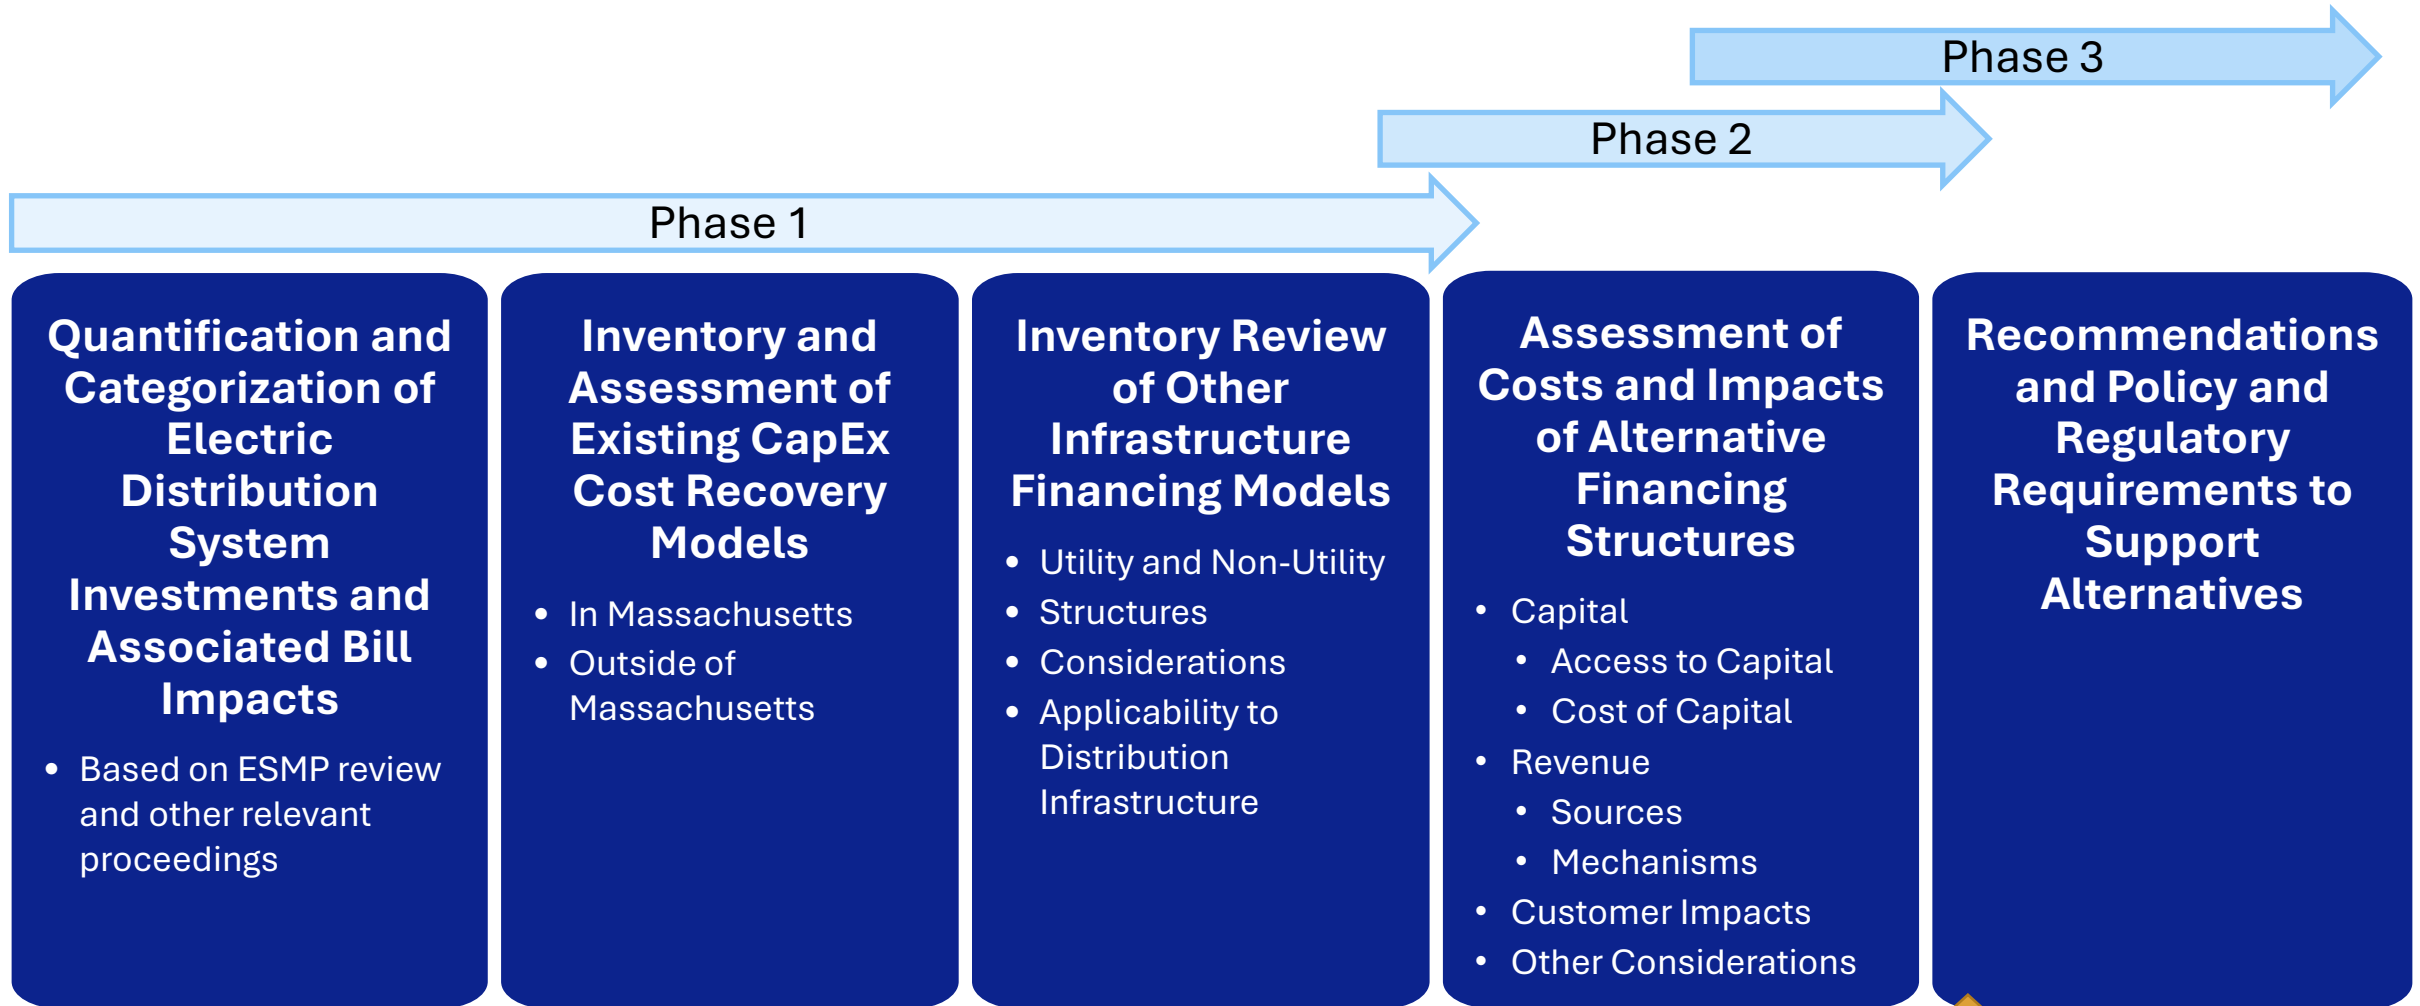 Phase 3
Phase 2
Phase 1
Quantification and
Categorization of
Electric
Distribution
System
Investments and
Associated Bill
Impacts
• Based on ESMP review
and other relevant
proceedings
Inventory and
Assessment of
Existing CapEx
Cost Recovery
Models
• In Massachusetts
• Outside of
Massachusetts
Inventory Review
of Other
Infrastructure
Financing Models
• Utility and Non-Utility
• Structures
• Considerations
• Applicability to
Distribution
Infrastructure
Assessment of
Costs and Impacts
of Alternative
Financing
Structures
• Capital
• Access to Capital
• Cost of Capital
• Revenue
• Sources
• Mechanisms
• Customer Impacts
• Other Considerations
Recommendations
and Policy and
Regulatory
Requirements to
Support
Alternatives